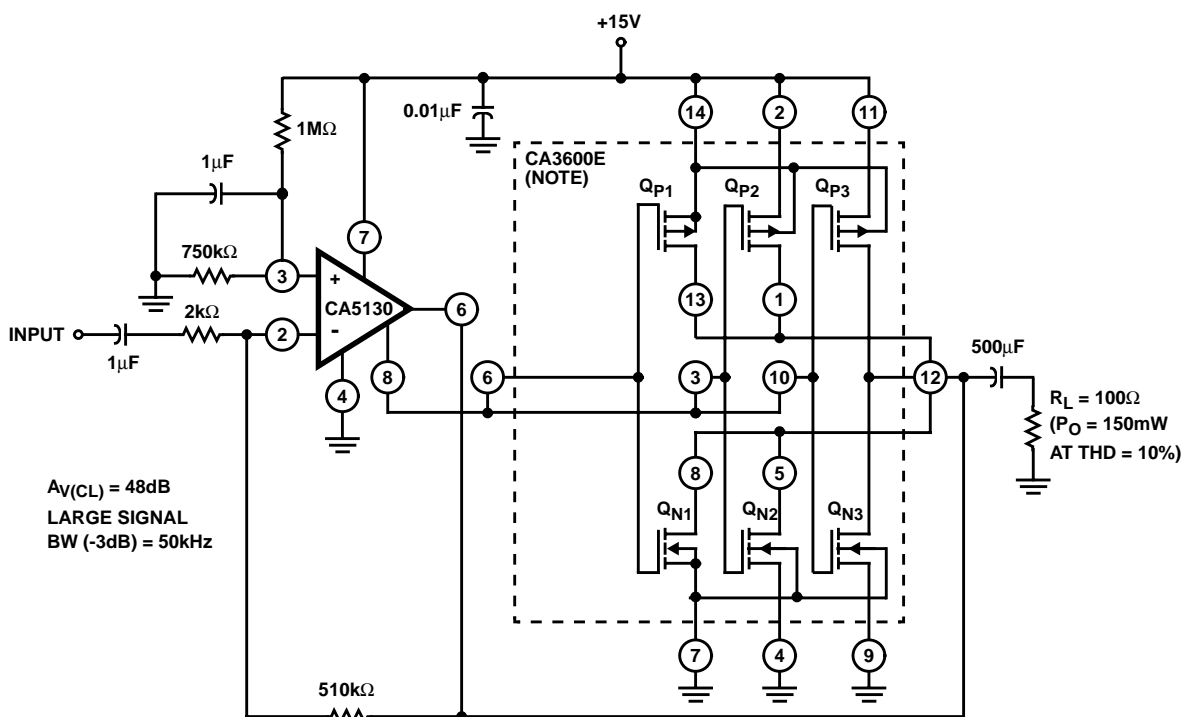 +15V
0.01μF
1MΩ
14
2
11
1μF
CA3600E
(NOTE)
QP1
QP2
QP3
7
750kΩ
3
+
CA5130
6
13
1
INPUT
1μF
2kΩ
2
-
500μF
4
8
6
3
10
12
RL = 100Ω
(PO = 150mW
AT THD = 10%)
8
5
AV(CL) = 48dB
LARGE SIGNAL
BW (-3dB) = 50kHz
QN1
QN2
QN3
7
4
9
510kΩ